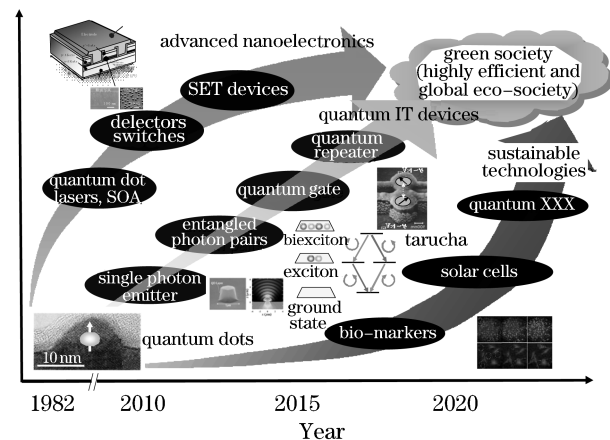 advanced nanoelectronics
green society
(highly efficient and
global eco-society)
SET devices
quantum IT devices
delectors
switches
quantum
repeater
sustainable
technologies
quantum dot
lasers, SOA
quantum gate
quantum XXX
entangled
photon pairs
biexciton
tarucha
exciton
solar cells
single photon
emitter
ground
state
bio-markers
quantum dots
10 nm
1982
2010
2015
2020
Year